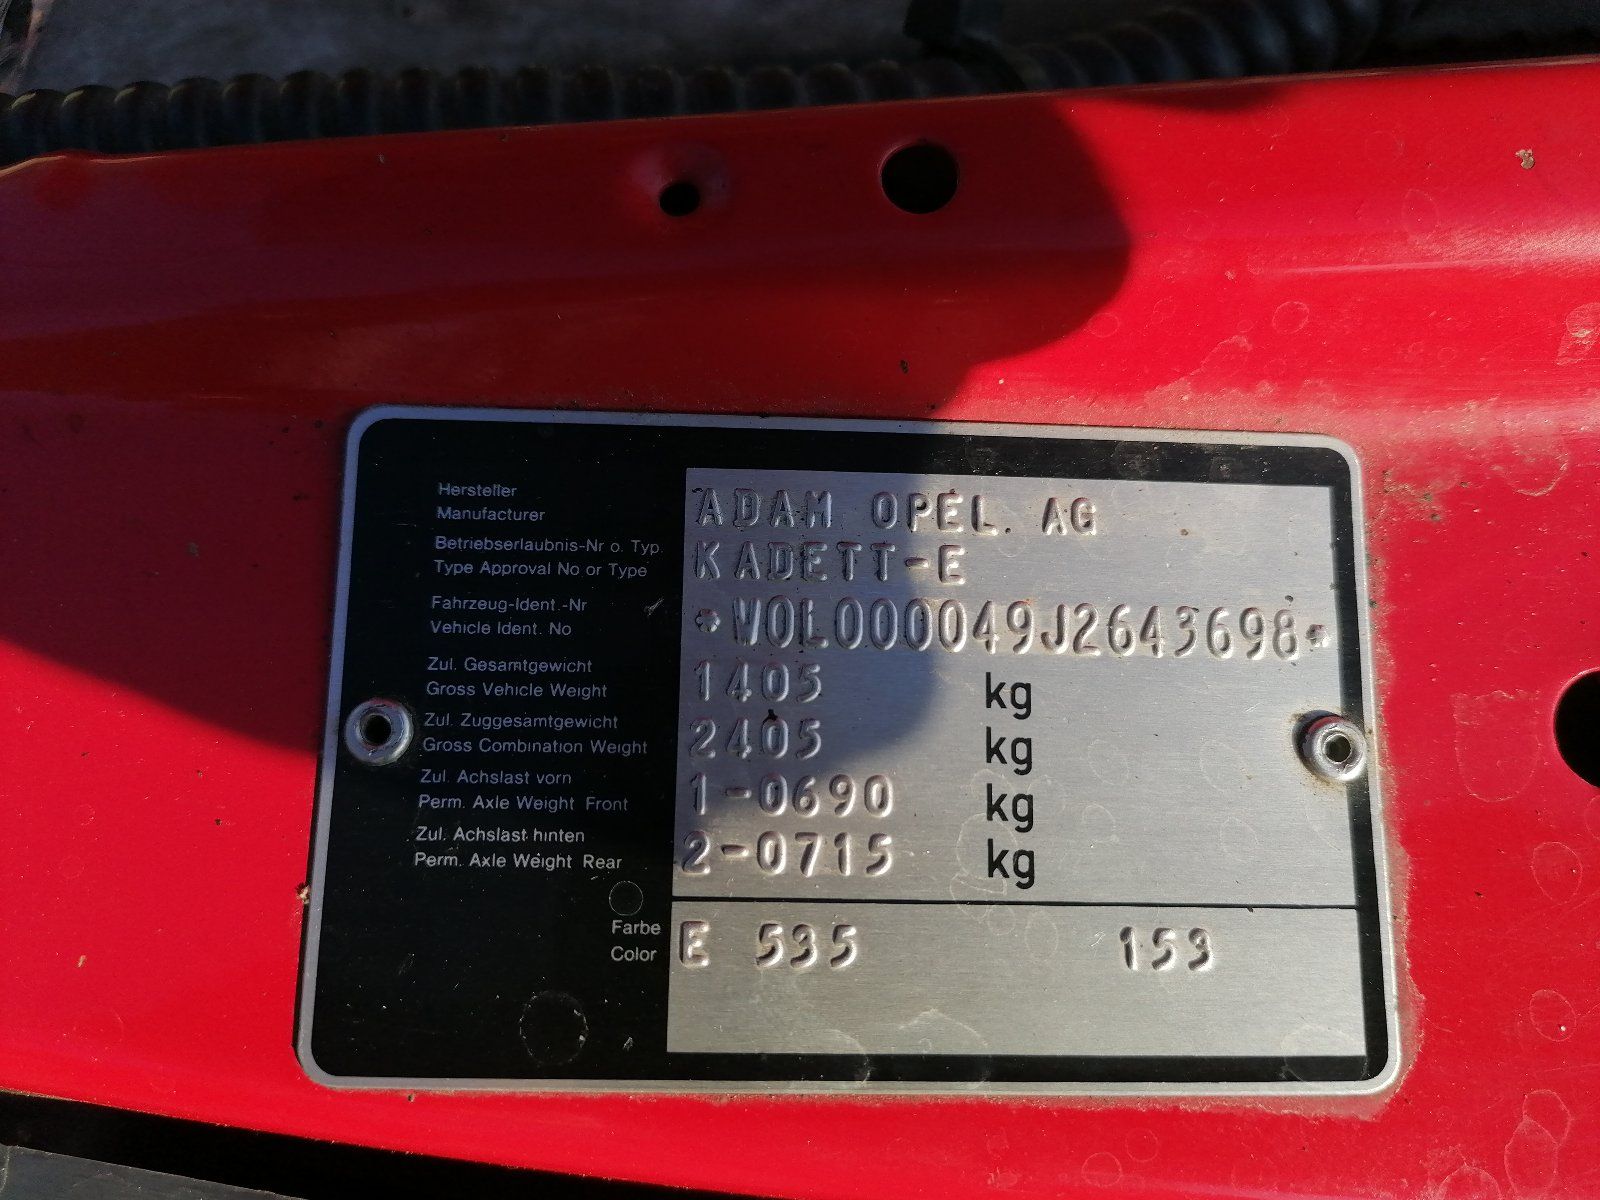 Hersteller
Manufacturer
ADAM OPEL. AG
Betriebserlaubnis-Nr o. Typ.
Type Approval No or Type
KADETT-E
Fahrzeug-Ident.-Nr
Vehicle Ident. No
*W0L000049J2643698*
Zul. Gesamtgewicht
Gross Vehicle Weight
1405 kg
Zul. Zuggesamtgewicht
Gross Combination Weight
2405 kg
Zul. Achslast vorn
Perm. Axle Weight Front
1-0690 kg
Zul. Achslast hinten
Perm. Axle Weight Rear
2-0715 kg
Farbe
Color
E 535 153